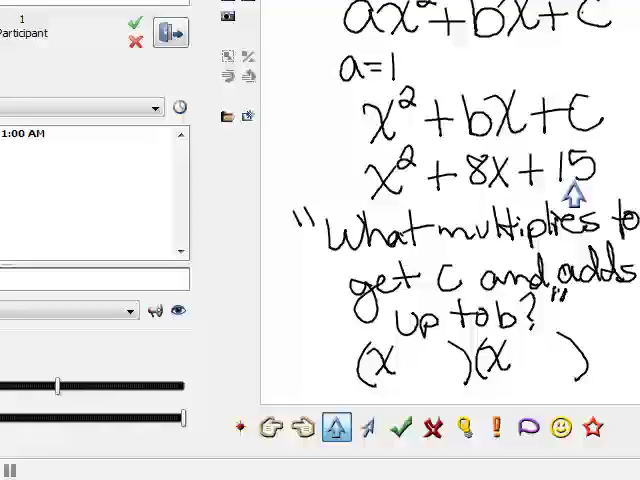 1
Participant
1:00 AM
ax² + bx + c
a=1
x² + bx + c
x² + 8x + 15
"What multiplies to
get c and adds
up to b?"
(x )(x )